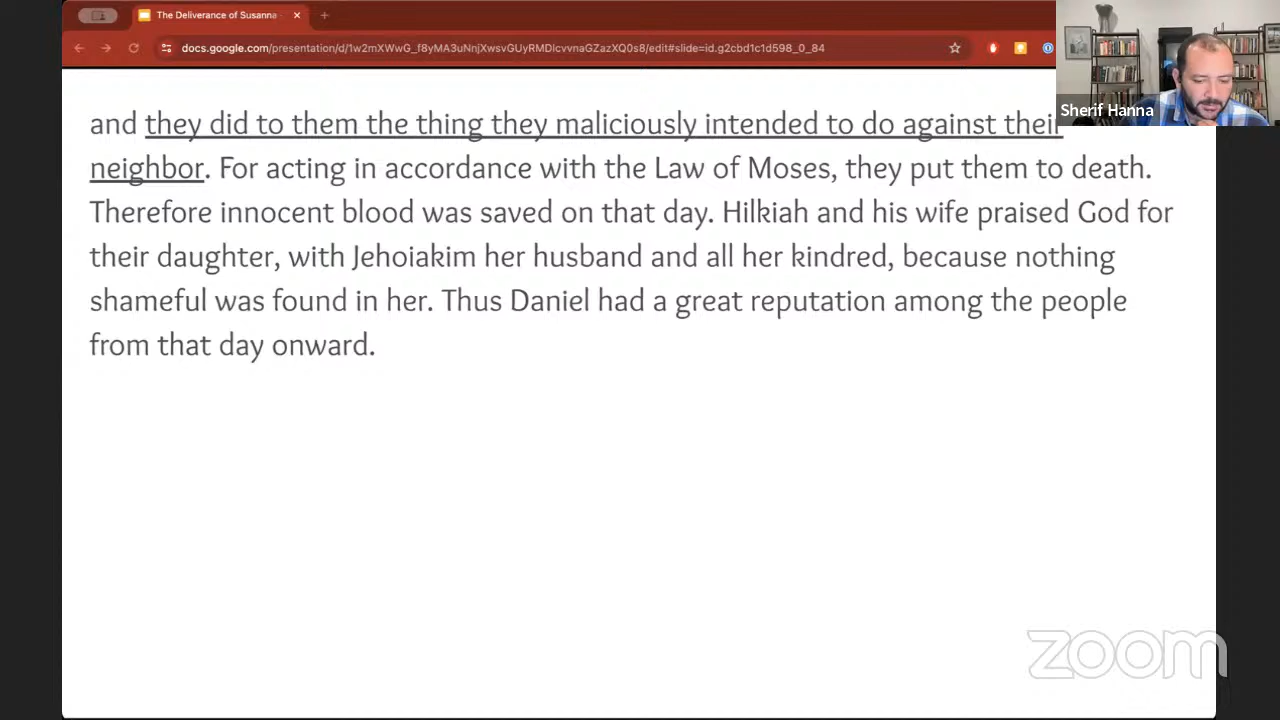 The Deliverance of Susanna
docs.google.com/presentation/d/1w2mXWwG_f8yMA3uNnjXwsvGUyRMDlcvvnaGZazXQ0s8/edit#slide=id.g2cbd1c1d598_0_84
Sherif Hanna
and they did to them the thing they maliciously intended to do against their
neighbor. For acting in accordance with the Law of Moses, they put them to death.
Therefore innocent blood was saved on that day. Hilkiah and his wife praised God for
their daughter, with Jehoiakim her husband and all her kindred, because nothing
shameful was found in her. Thus Daniel had a great reputation among the people
from that day onward.
zoom